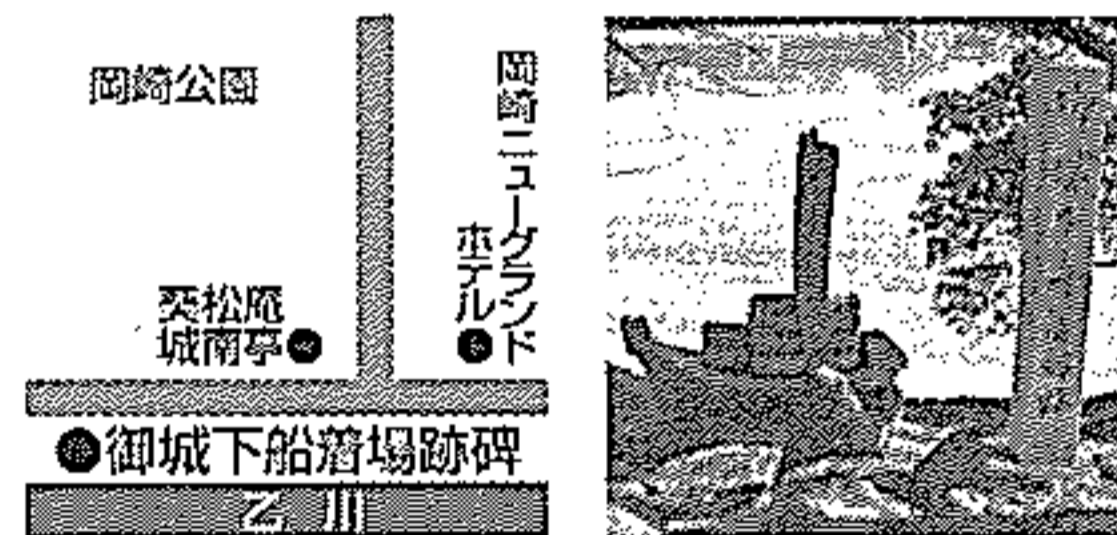 岡崎公園
岡崎ニューグランド
ホテル
葵松庵
城南亭
御城下船着場跡碑
乙川